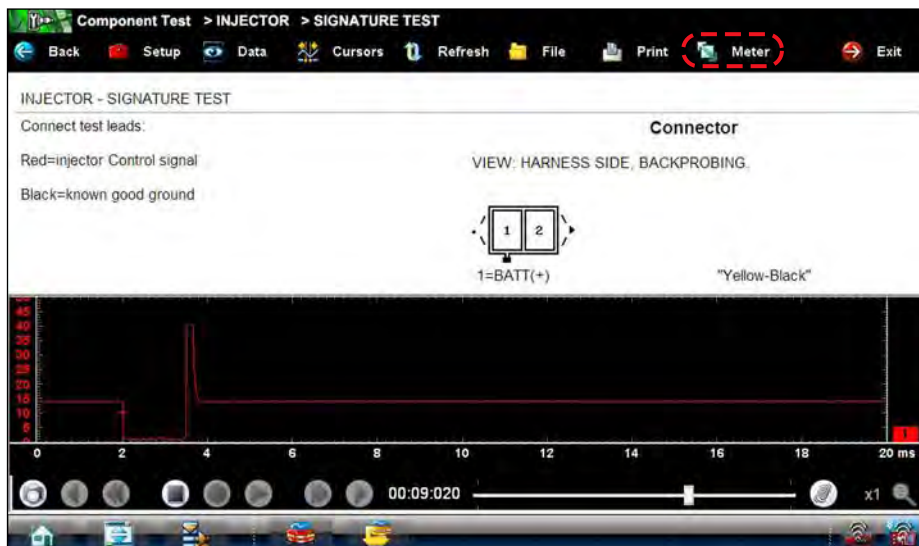 Component Test > INJECTOR > SIGNATURE TEST
Back Setup Data Cursors Refresh File Print Meter Exit
INJECTOR - SIGNATURE TEST
Connect test leads:
Red=injector Control signal
Black=known good ground
Connector
VIEW: HARNESS SIDE, BACKPROBING.
1 2
1=BATT(+) "Yellow-Black"
45
40
35
30
25
20
15
10
5
0
1
0 2 4 6 8 10 12 14 16 18 20 ms
00:09:020 x1